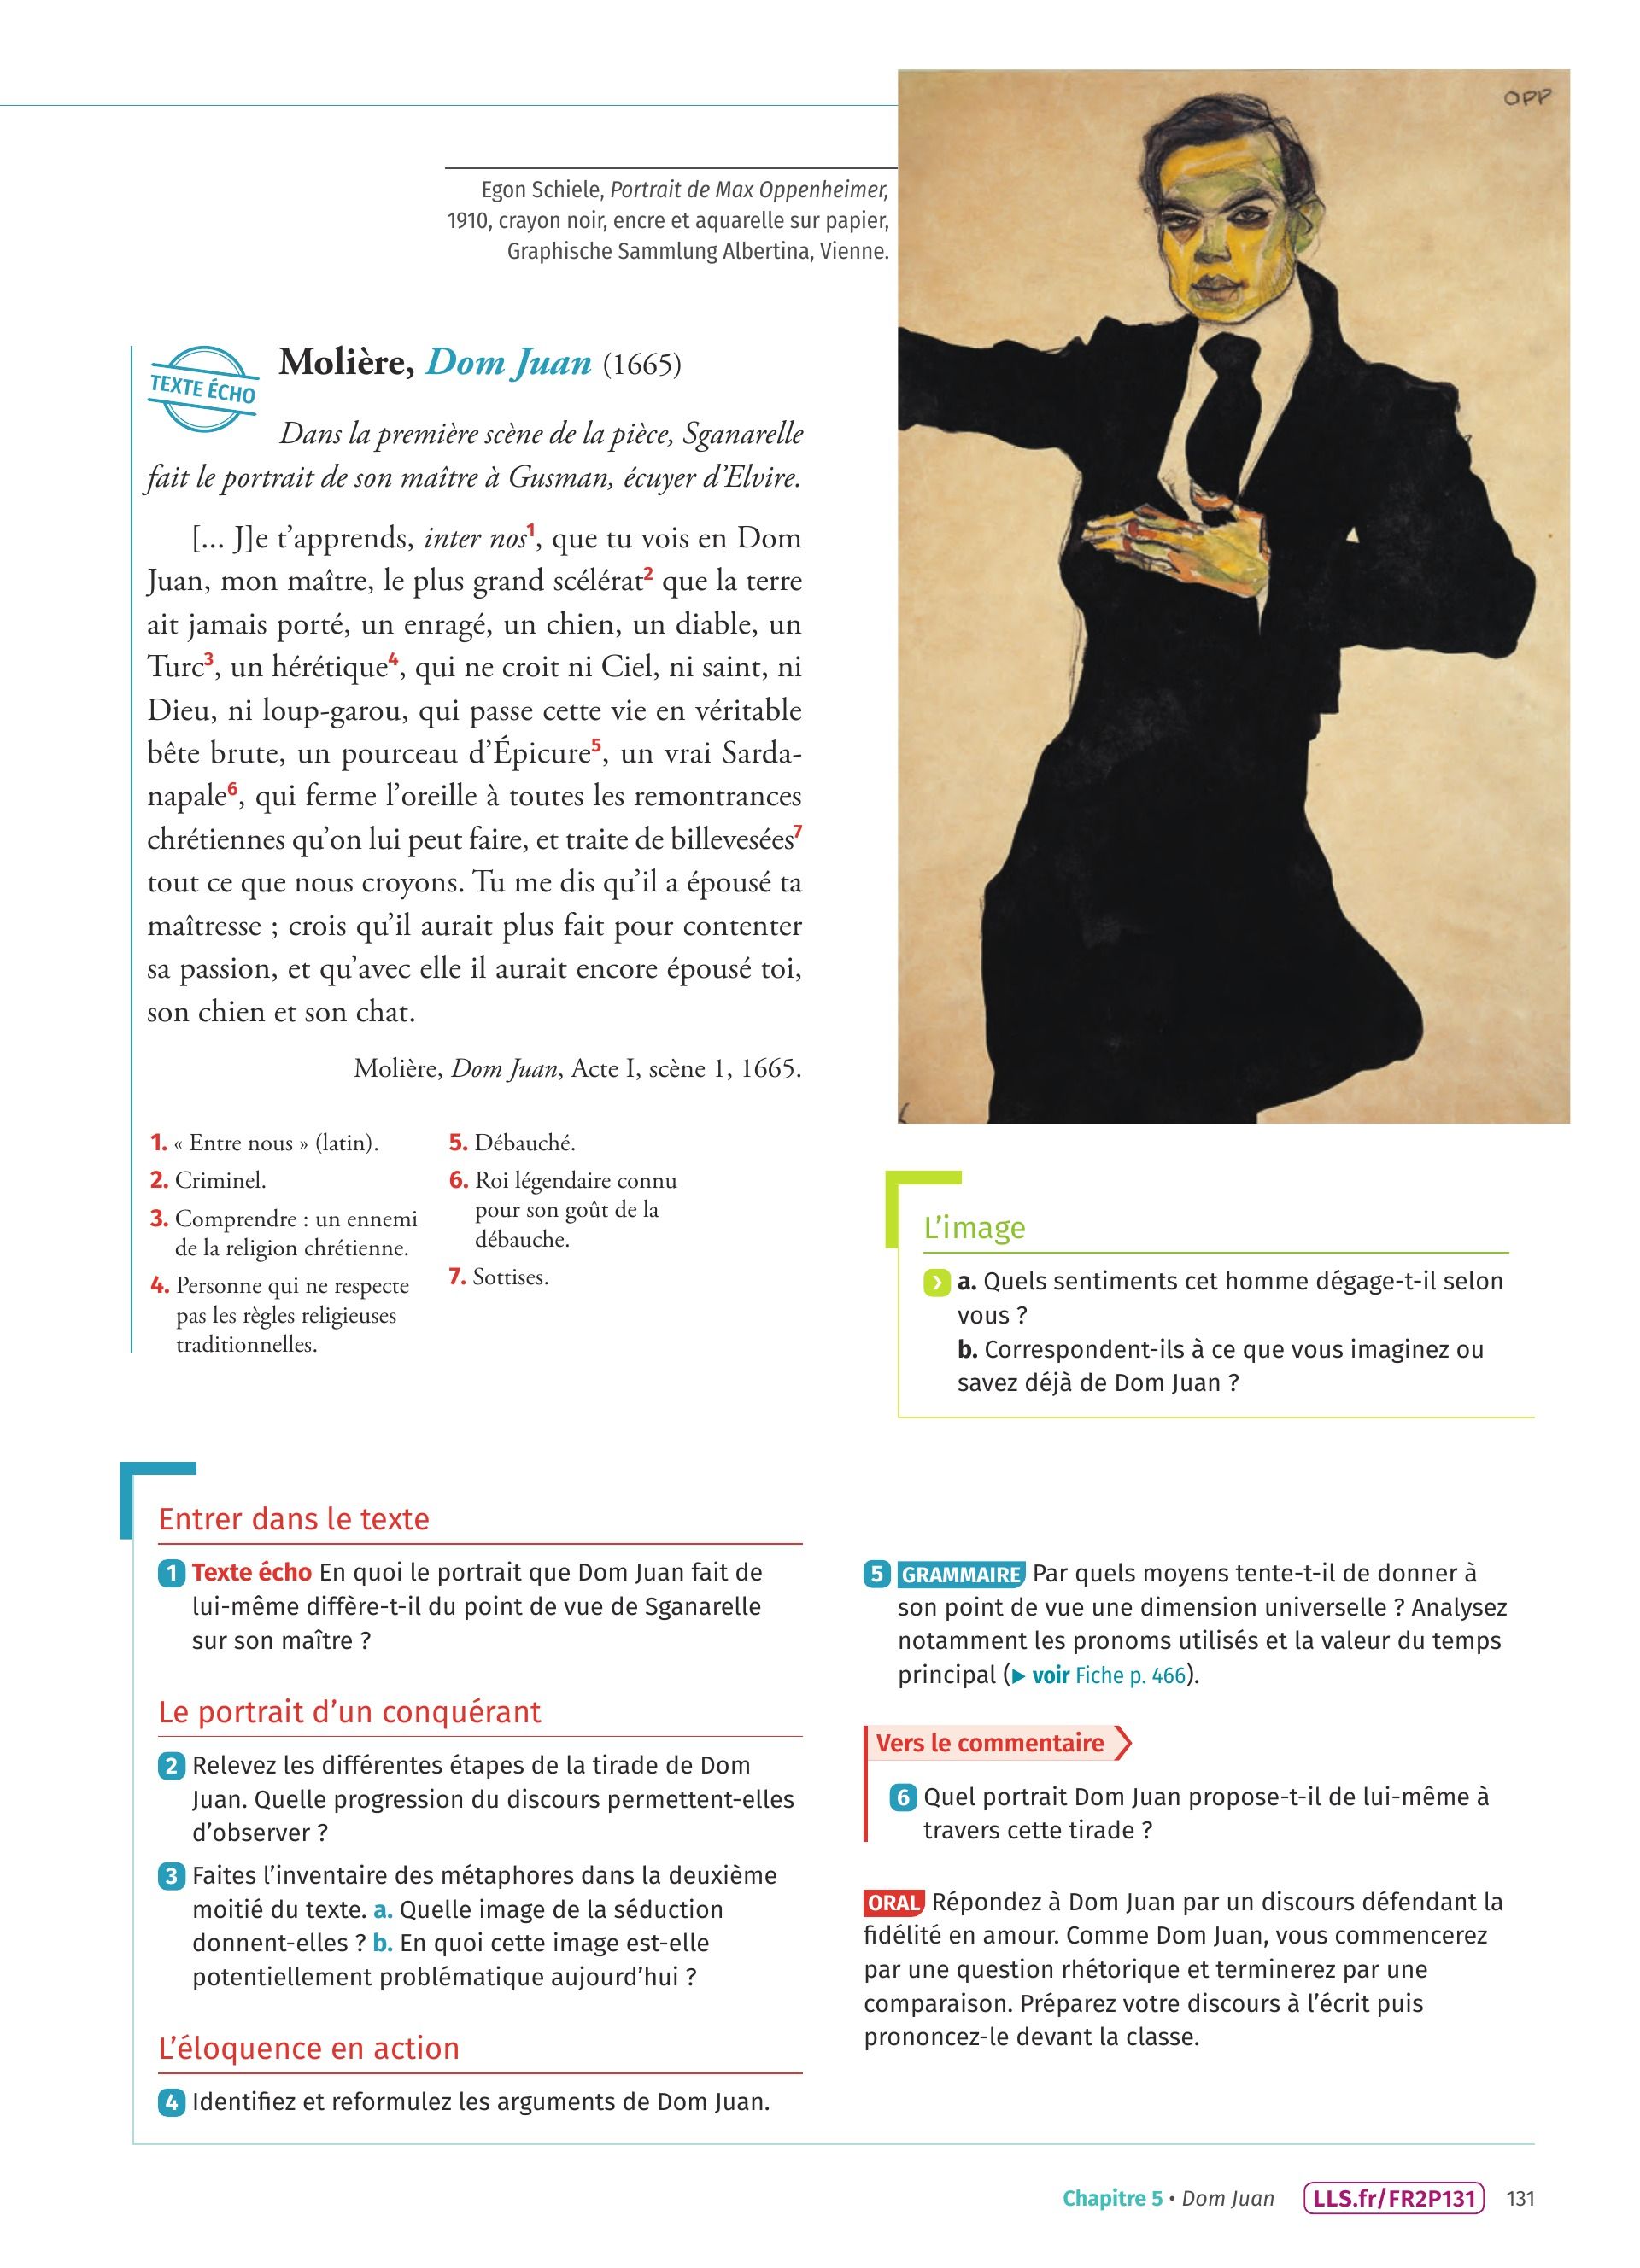 OPP
Egon Schiele, Portrait de Max Oppenheimer,
1910, crayon noir, encre et aquarelle sur papier,
Graphische Sammlung Albertina, Vienne.
TEXTE ÉCHO
Molière, Dom Juan (1665)
Dans la première scène de la pièce, Sganarelle
fait le portrait de son maître à Gusman, écuyer d’Elvire.
[... J]e t’apprends, inter nos1, que tu vois en Dom
Juan, mon maître, le plus grand scélérat2 que la terre
ait jamais porté, un enragé, un chien, un diable, un
Turc3, un hérétique4, qui ne croit ni Ciel, ni saint, ni
Dieu, ni loup-garou, qui passe cette vie en véritable
bête brute, un pourceau d’Épicure5, un vrai Sarda-
napale6, qui ferme l’oreille à toutes les remontrances
chrétiennes qu’on lui peut faire, et traite de billevesées7
tout ce que nous croyons. Tu me dis qu’il a épousé ta
maîtresse ; crois qu’il aurait plus fait pour contenter
sa passion, et qu’avec elle il aurait encore épousé toi,
son chien et son chat.
Molière, Dom Juan, Acte I, scène 1, 1665.
1. « Entre nous » (latin).
2. Criminel.
3. Comprendre : un ennemi
de la religion chrétienne.
4. Personne qui ne respecte
pas les règles religieuses
traditionnelles.
5. Débauché.
6. Roi légendaire connu
pour son goût de la
débauche.
7. Sottises.
L’image
a. Quels sentiments cet homme dégage-t-il selon
vous ?
b. Correspondent-ils à ce que vous imaginez ou
savez déjà de Dom Juan ?
Entrer dans le texte
1 Texte écho En quoi le portrait que Dom Juan fait de
lui-même diffère-t-il du point de vue de Sganarelle
sur son maître ?
Le portrait d’un conquérant
2 Relevez les différentes étapes de la tirade de Dom
Juan. Quelle progression du discours permettent-elles
d’observer ?
3 Faites l’inventaire des métaphores dans la deuxième
moitié du texte. a. Quelle image de la séduction
donnent-elles ? b. En quoi cette image est-elle
potentiellement problématique aujourd’hui ?
L’éloquence en action
4 Identifiez et reformulez les arguments de Dom Juan.
5 GRAMMAIRE Par quels moyens tente-t-il de donner à
son point de vue une dimension universelle ? Analysez
notamment les pronoms utilisés et la valeur du temps
principal (▶ voir Fiche p. 466).
Vers le commentaire
6 Quel portrait Dom Juan propose-t-il de lui-même à
travers cette tirade ?
ORAL Répondez à Dom Juan par un discours défendant la
fidélité en amour. Comme Dom Juan, vous commencerez
par une question rhétorique et terminerez par une
comparaison. Préparez votre discours à l’écrit puis
prononcez-le devant la classe.
Chapitre 5 • Dom Juan LLS.fr/FR2P131 131